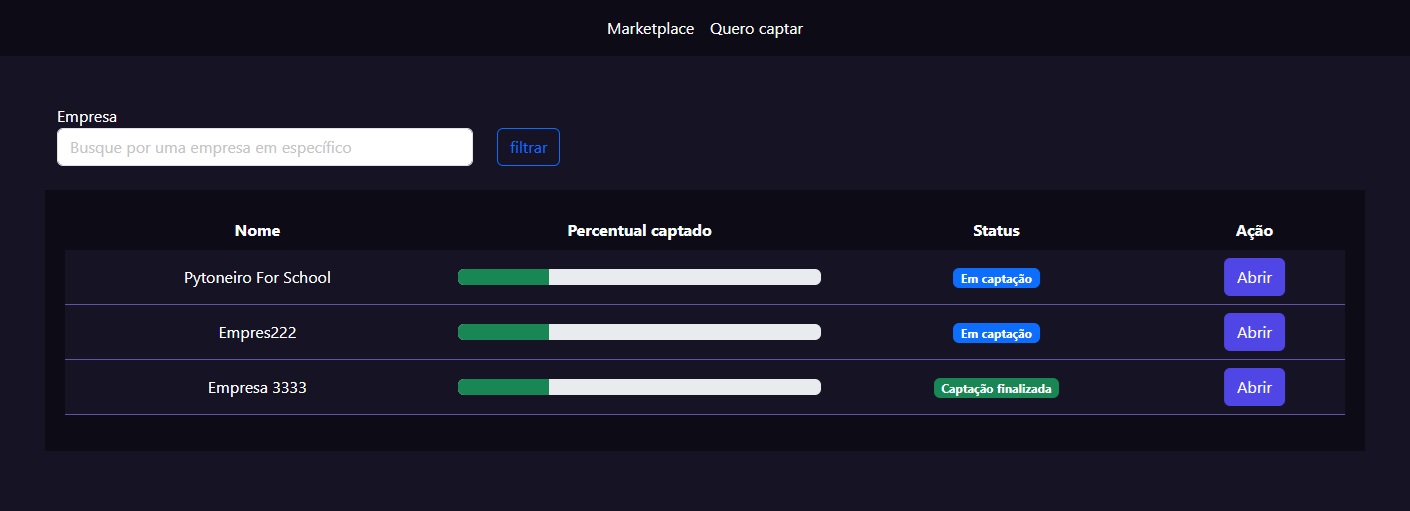 Marketplace Quero captar
Empresa
Busque por uma empresa em específico
filtrar
Nome Percentual captado Status Ação
Pytoneiro For School Em captação Abrir
Empres222 Em captação Abrir
Empresa 3333 Captação finalizada Abrir